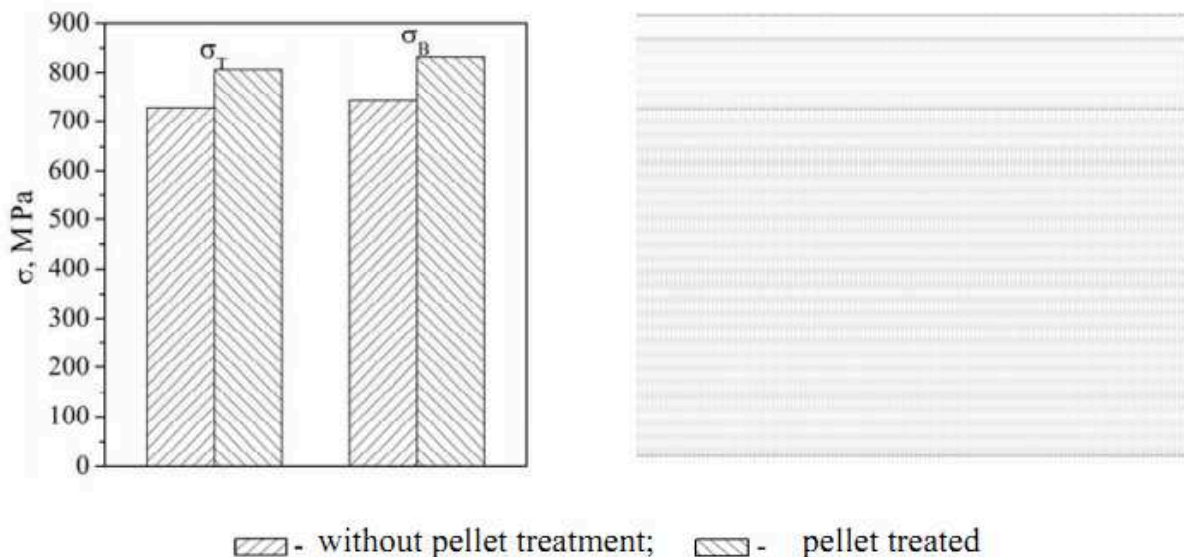 900
800
700
600
500
400
300
200
100
0
σ, MPa
σT
σB
- without pellet treatment;
- pellet treated